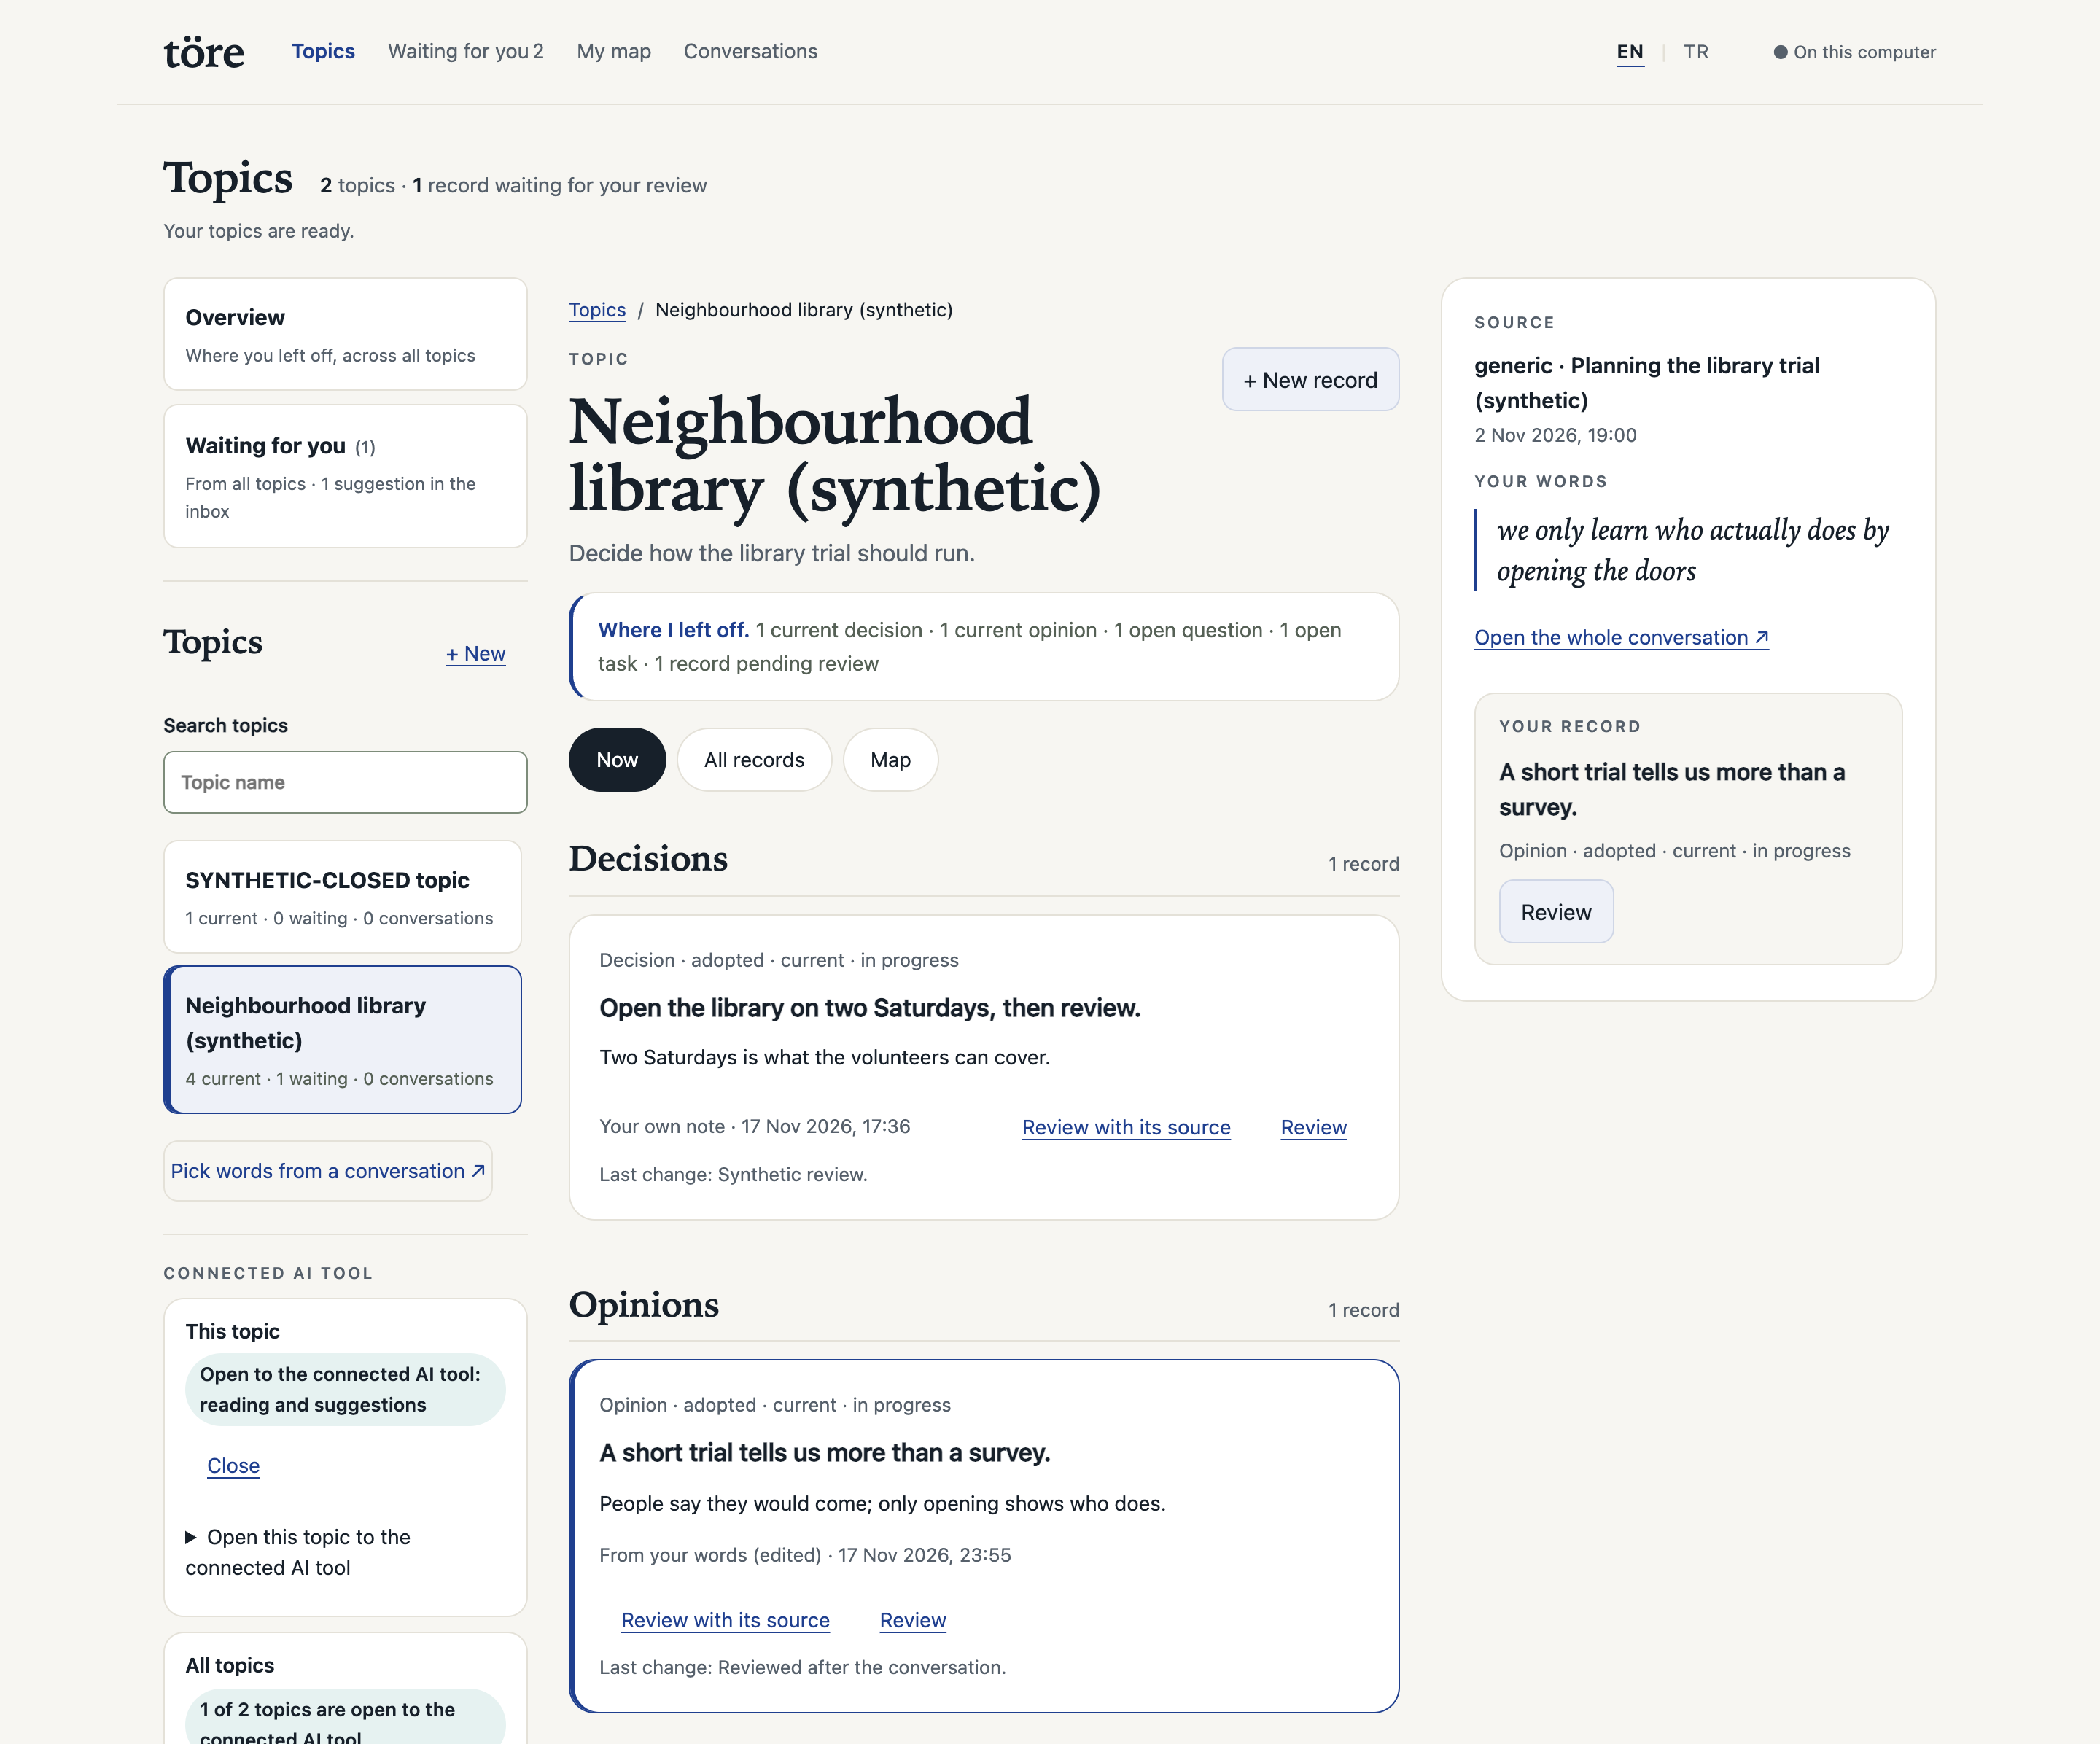 töre
Topics
Waiting for you 2
My map
Conversations
EN | TR
On this computer
Topics
2 topics · 1 record waiting for your review
Your topics are ready.
Overview
Where you left off, across all topics
Waiting for you (1)
From all topics · 1 suggestion in the
inbox
Topics
+ New
Search topics
Topic name
SYNTHETIC-CLOSED topic
1 current · 0 waiting · 0 conversations
Neighbourhood library
(synthetic)
4 current · 1 waiting · 0 conversations
Pick words from a conversation ↗
CONNECTED AI TOOL
This topic
Open to the connected AI tool:
reading and suggestions
Close
▶ Open this topic to the
connected AI tool
All topics
1 of 2 topics are open to the
connected AI tool
Topics / Neighbourhood library (synthetic)
TOPIC
+ New record
Neighbourhood
library (synthetic)
Decide how the library trial should run.
Where I left off. 1 current decision · 1 current opinion · 1 open question · 1 open
task · 1 record pending review
Now
All records
Map
Decisions
1 record
Decision · adopted · current · in progress
Open the library on two Saturdays, then review.
Two Saturdays is what the volunteers can cover.
Your own note · 17 Nov 2026, 17:36
Review with its source
Review
Last change: Synthetic review.
Opinions
1 record
Opinion · adopted · current · in progress
A short trial tells us more than a survey.
People say they would come; only opening shows who does.
From your words (edited) · 17 Nov 2026, 23:55
Review with its source
Review
Last change: Reviewed after the conversation.
SOURCE
generic · Planning the library trial
(synthetic)
2 Nov 2026, 19:00
YOUR WORDS
we only learn who actually does by
opening the doors
Open the whole conversation ↗
YOUR RECORD
A short trial tells us more than a
survey.
Opinion · adopted · current · in progress
Review